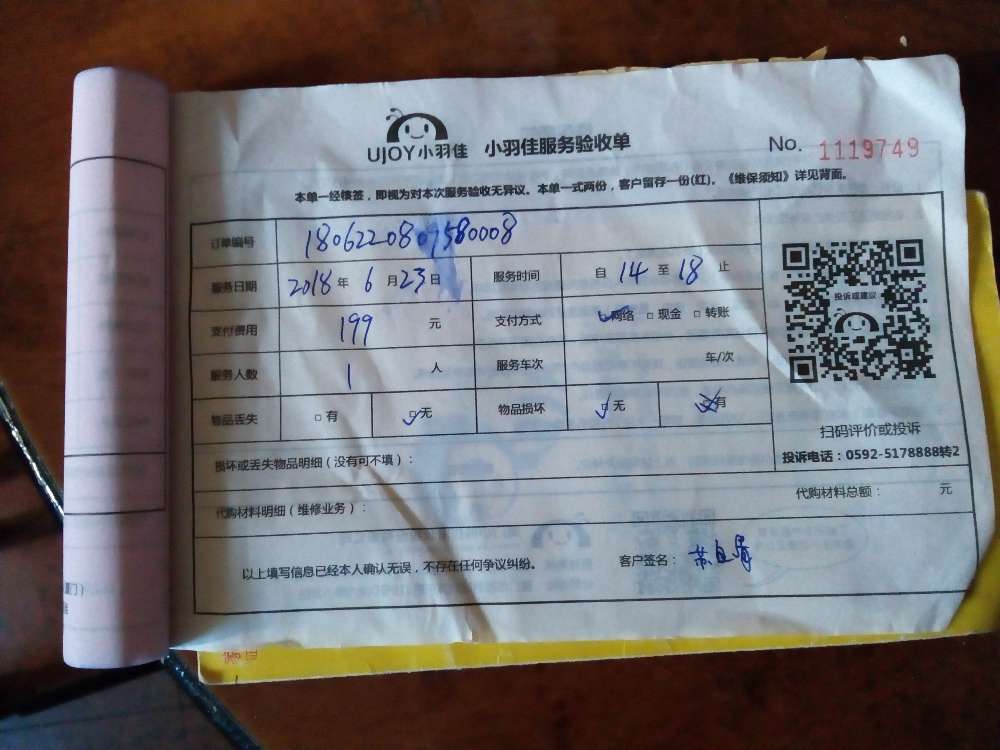 UJOY小羽佳 小羽佳服务验收单 No. 1119749
本单一经核签，即视为对本次服务验收无异议。本单一式两份，客户留存一份(红)。《维保须知》详见背面。
订单编号 1806220807580008
服务日期 2018年6月23日 服务时间 自14至18止
支付费用 199元 支付方式 网络 □现金 □转账
服务人数 1人 服务车次 车/次
物品丢失 □有 □无 物品损坏 □无 □有
投诉或建议
扫码评价或投诉
投诉电话：0592-5178888转2
损坏或丢失物品明细（没有可不填）：
代购材料明细（维修业务）： 代购材料总额： 元
以上填写信息已经本人确认无误，不存在任何争议纠纷。 客户签名：